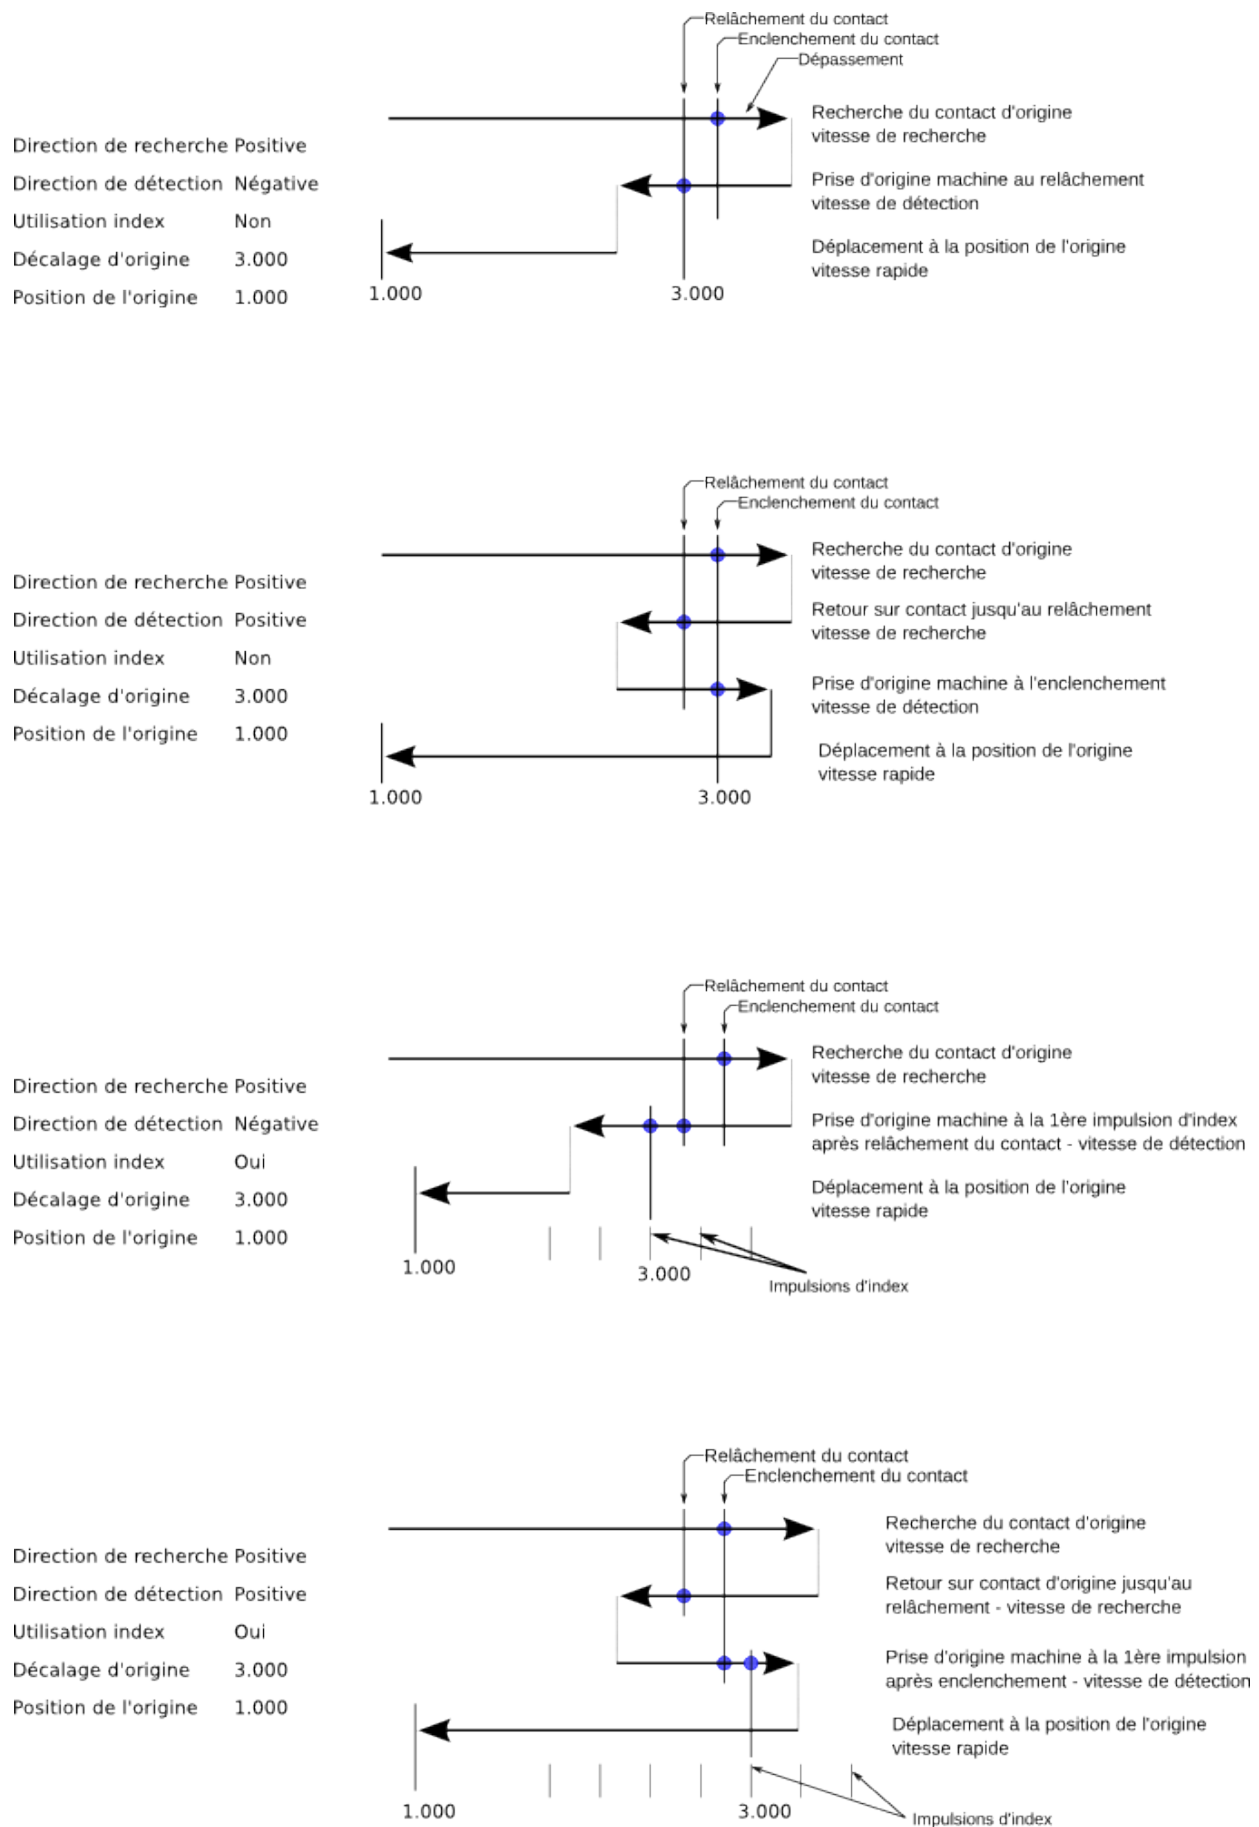 Relâchement du contact
Enclenchement du contact
Dépassement
Recherche du contact d'origine
vitesse de recherche
Direction de recherche Positive
Direction de détection Négative
Prise d'origine machine au relâchement
vitesse de détection
Utilisation index Non
Décalage d'origine 3.000
Déplacement à la position de l'origine
vitesse rapide
Position de l'origine 1.000
1.000
3.000
Relâchement du contact
Enclenchement du contact
Recherche du contact d'origine
vitesse de recherche
Direction de recherche Positive
Direction de détection Positive
Retour sur contact jusqu'au relâchement
vitesse de recherche
Utilisation index Non
Décalage d'origine 3.000
Prise d'origine machine à l'enclenchement
vitesse de détection
Position de l'origine 1.000
Déplacement à la position de l'origine
vitesse rapide
1.000
3.000
Relâchement du contact
Enclenchement du contact
Recherche du contact d'origine
vitesse de recherche
Direction de recherche Positive
Direction de détection Négative
Prise d'origine machine à la 1ère impulsion d'index
après relâchement du contact - vitesse de détection
Utilisation index Oui
Décalage d'origine 3.000
Déplacement à la position de l'origine
vitesse rapide
Position de l'origine 1.000
1.000
3.000
Impulsions d'index
Relâchement du contact
Enclenchement du contact
Recherche du contact d'origine
vitesse de recherche
Direction de recherche Positive
Direction de détection Positive
Retour sur contact d'origine jusqu'au
relâchement - vitesse de recherche
Utilisation index Oui
Décalage d'origine 3.000
Prise d'origine machine à la 1ère impulsion
après enclenchement - vitesse de détection
Position de l'origine 1.000
Déplacement à la position de l'origine
vitesse rapide
1.000
3.000
Impulsions d'index